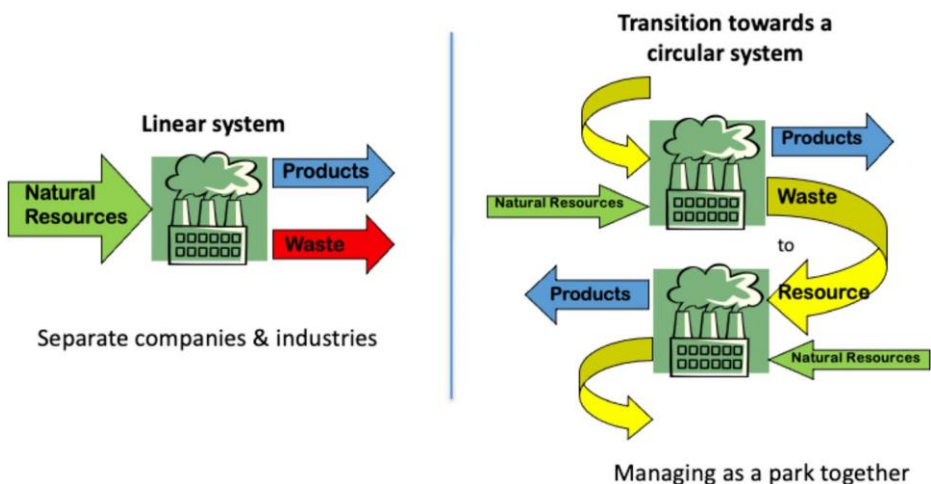 Linear system
Natural
Resources
Products
Waste
Separate companies & industries
Transition towards a
circular system
Products
Natural Resources
Waste
to
Resource
Products
Natural Resources
Managing as a park together